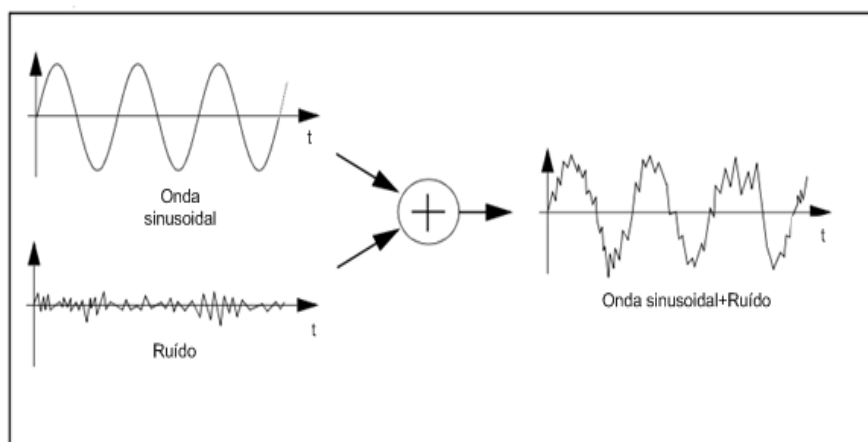 t
Onda
sinusoidal
t
Ruído
t
Onda sinusoidal+Ruído